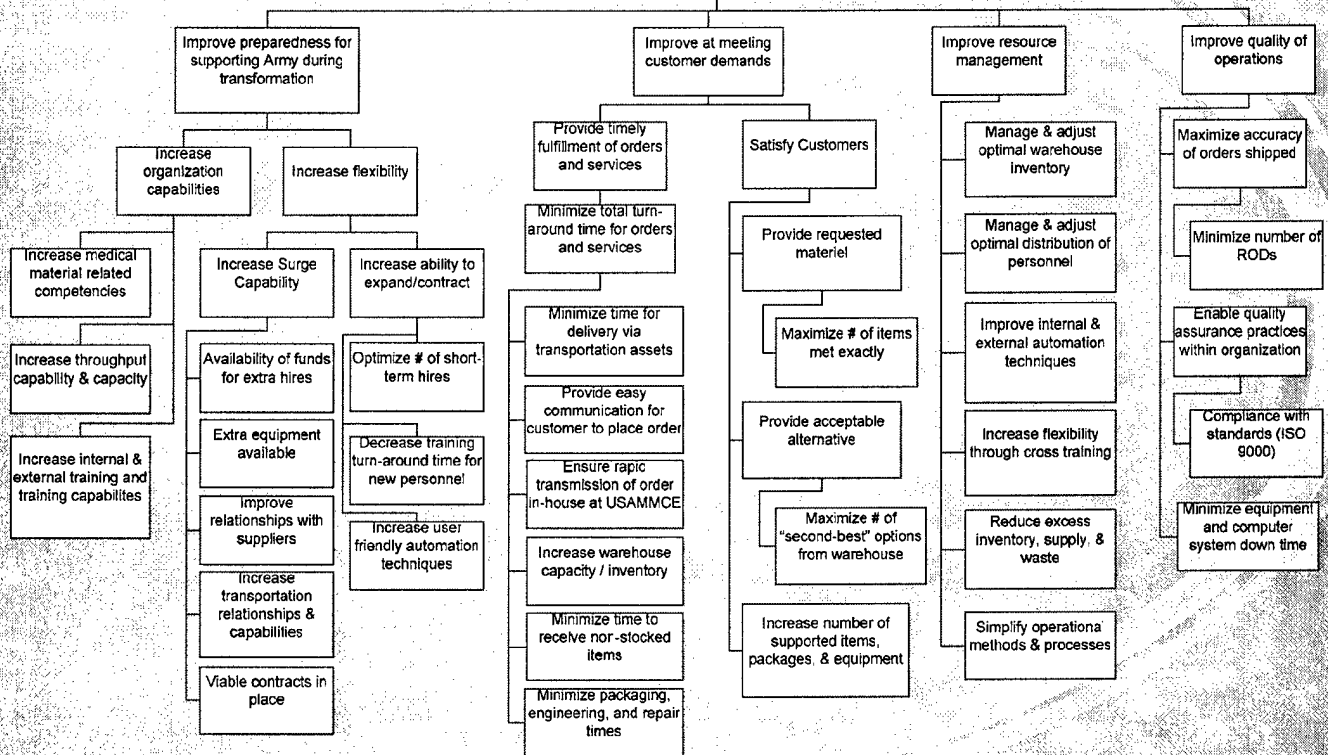 Improve preparedness for
supporting Army during
transformation
Improve at meeting
customer demands
Improve resource
management
Improve quality of
operations
Increase
organization
capabilities
Increase flexibility
Provide timely
fulfillment of orders
and services
Satisfy Customers
Manage & adjust
optimal warehouse
inventory
Maximize accuracy
of orders shipped
Increase medical
material related
competencies
Increase Surge
Capability
Increase ability to
expand/contract
Minimize total turn-
around time for orders
and services
Provide requested
materiel
Manage & adjust
optimal distribution of
personnel
Minimize number of
RODs
Increase throughput
capability & capacity
Availability of funds
for extra hires
Optimize # of short-
term hires
Minimize time for
delivery via
transportation assets
Maximize # of items
met exactly
Improve internal &
external automation
techniques
Enable quality
assurance practices
within organization
Increase internal &
external training and
training capabilites
Extra equipment
available
Decrease training
turn-around time for
new personnel
Provide easy
communication for
customer to place order
Provide acceptable
alternative
Increase flexibility
through cross training
Compliance with
standards (ISO
9000)
Improve
relationships with
suppliers
Increase user
friendly automation
techniques
Ensure rapic
transmission of order
in-house at USAMMCE
Maximize # of
"second-best" options
from warehouse
Reduce excess
inventory, supply, &
waste
Minimize equipment
and computer
system down time
Increase
transportation
relationships &
capabilities
Increase warehouse
capacity / inventory
Minimize time to
receive nor-stocked
items
Increase number of
supported items,
packages, & equipment
Simplify operationa
methods & processes
Viable contracts in
place
Minimize packaging,
engineering, and repair
times